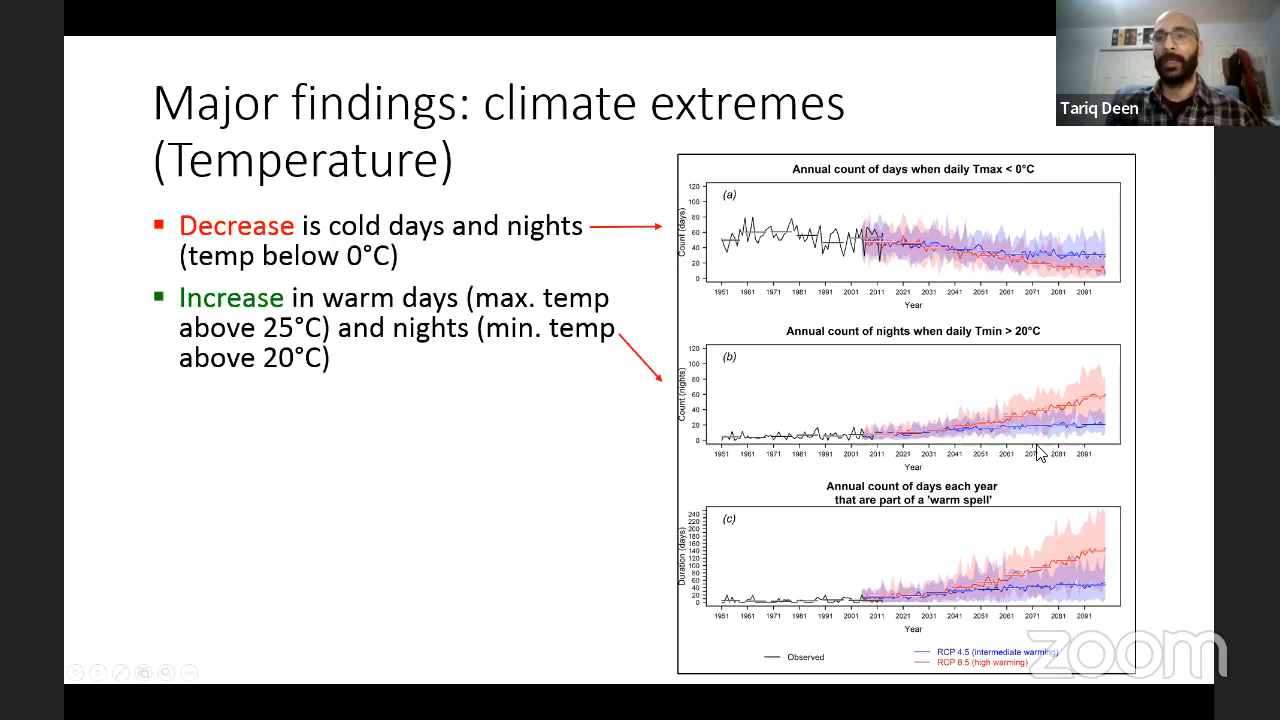 Major findings: climate extremes
(Temperature)
Tariq Deen
▪ Decrease is cold days and nights
(temp below 0°C)
▪ Increase in warm days (max. temp
above 25°C) and nights (min. temp
above 20°C)
Annual count of days when daily Tmax < 0°C
(a)
Count (days)
120
100
80
60
40
20
0
1951 1961 1971 1981 1991 2001 2011 2021 2031 2041 2051 2061 2071 2081 2091
Year
Annual count of nights when daily Tmin > 20°C
(b)
Count (nights)
120
100
80
60
40
20
0
1951 1961 1971 1981 1991 2001 2011 2021 2031 2041 2051 2061 2071 2081 2091
Year
Annual count of days each year
that are part of a 'warm spell'
(c)
Duration (days)
240
220
200
180
160
140
120
100
80
60
40
20
0
1951 1961 1971 1981 1991 2001 2011 2021 2031 2041 2051 2061 2071 2081 2091
Year
Observed
RCP 4.5 (intermediate warming)
RCP 8.5 (high warming)
zoom